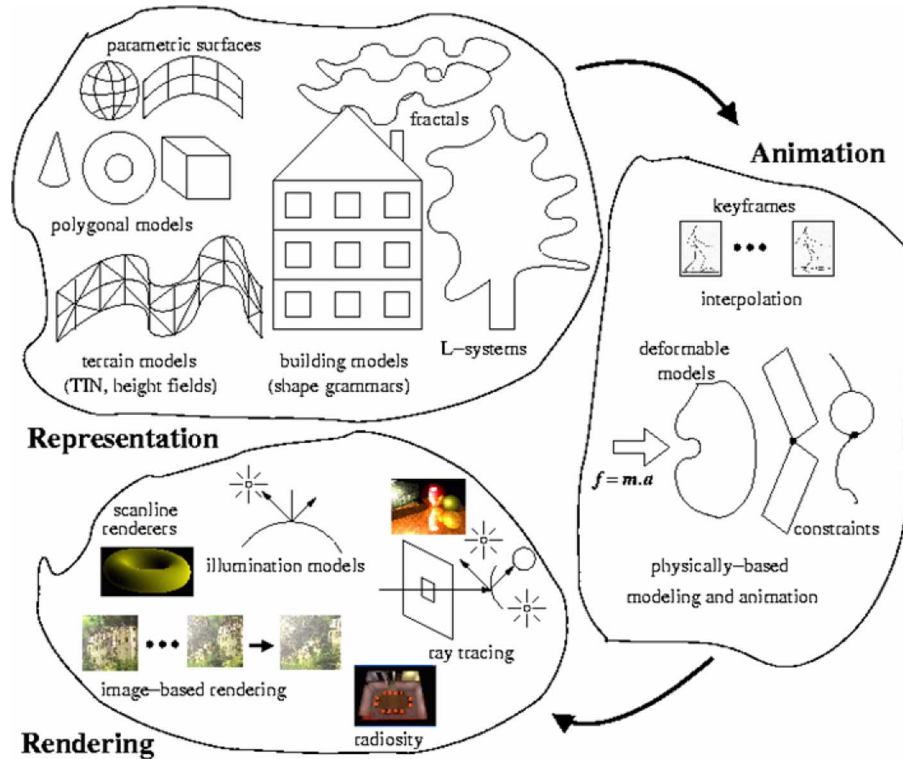 parametric surfaces
fractals
polygonal models
terrain models
(TIN, height fields)
building models
(shape grammars)
L-systems
Representation
Animation
keyframes
interpolation
deformable
models
f = m.a
constraints
physically-based
modeling and animation
scanline
renderers
illumination models
ray tracing
image-based rendering
radiosity
Rendering